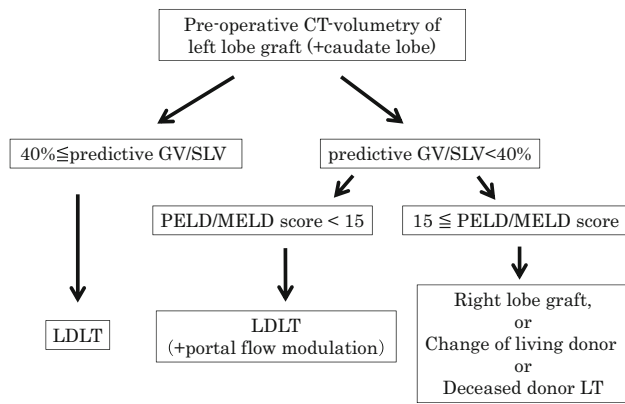 Pre-operative CT-volumetry of
left lobe graft (+caudate lobe)
40%≦predictive GV/SLV
predictive GV/SLV<40%
PELD/MELD score < 15
15 ≦ PELD/MELD score
LDLT
LDLT
(+portal flow modulation)
Right lobe graft,
or
Change of living donor
or
Deceased donor LT